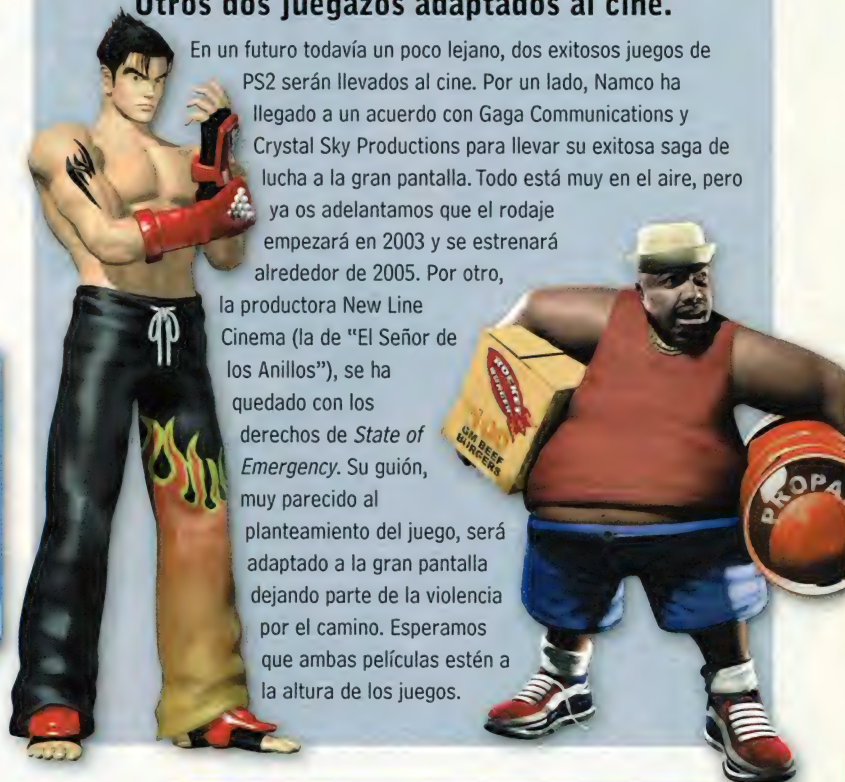 Otros dos juegazos adaptados al cine.
En un futuro todavía un poco lejano, dos exitosos juegos de
PS2 serán llevados al cine. Por un lado, Namco ha
llegado a un acuerdo con Gaga Communications y
Crystal Sky Productions para llevar su exitosa saga de
lucha a la gran pantalla. Todo está muy en el aire, pero
ya os adelantamos que el rodaje
empezará en 2003 y se estrenará
alrededor de 2005. Por otro,
la productora New Line
Cinema (la de "El Señor de
los Anillos"), se ha
quedado con los
derechos de State of
Emergency. Su guión,
muy parecido al
planteamiento del juego, será
adaptado a la gran pantalla
dejando parte de la violencia
por el camino. Esperamos
que ambas películas estén a
la altura de los juegos.
ROCKET
BURGER
100
GM BEEF
BURGERS
PROPA